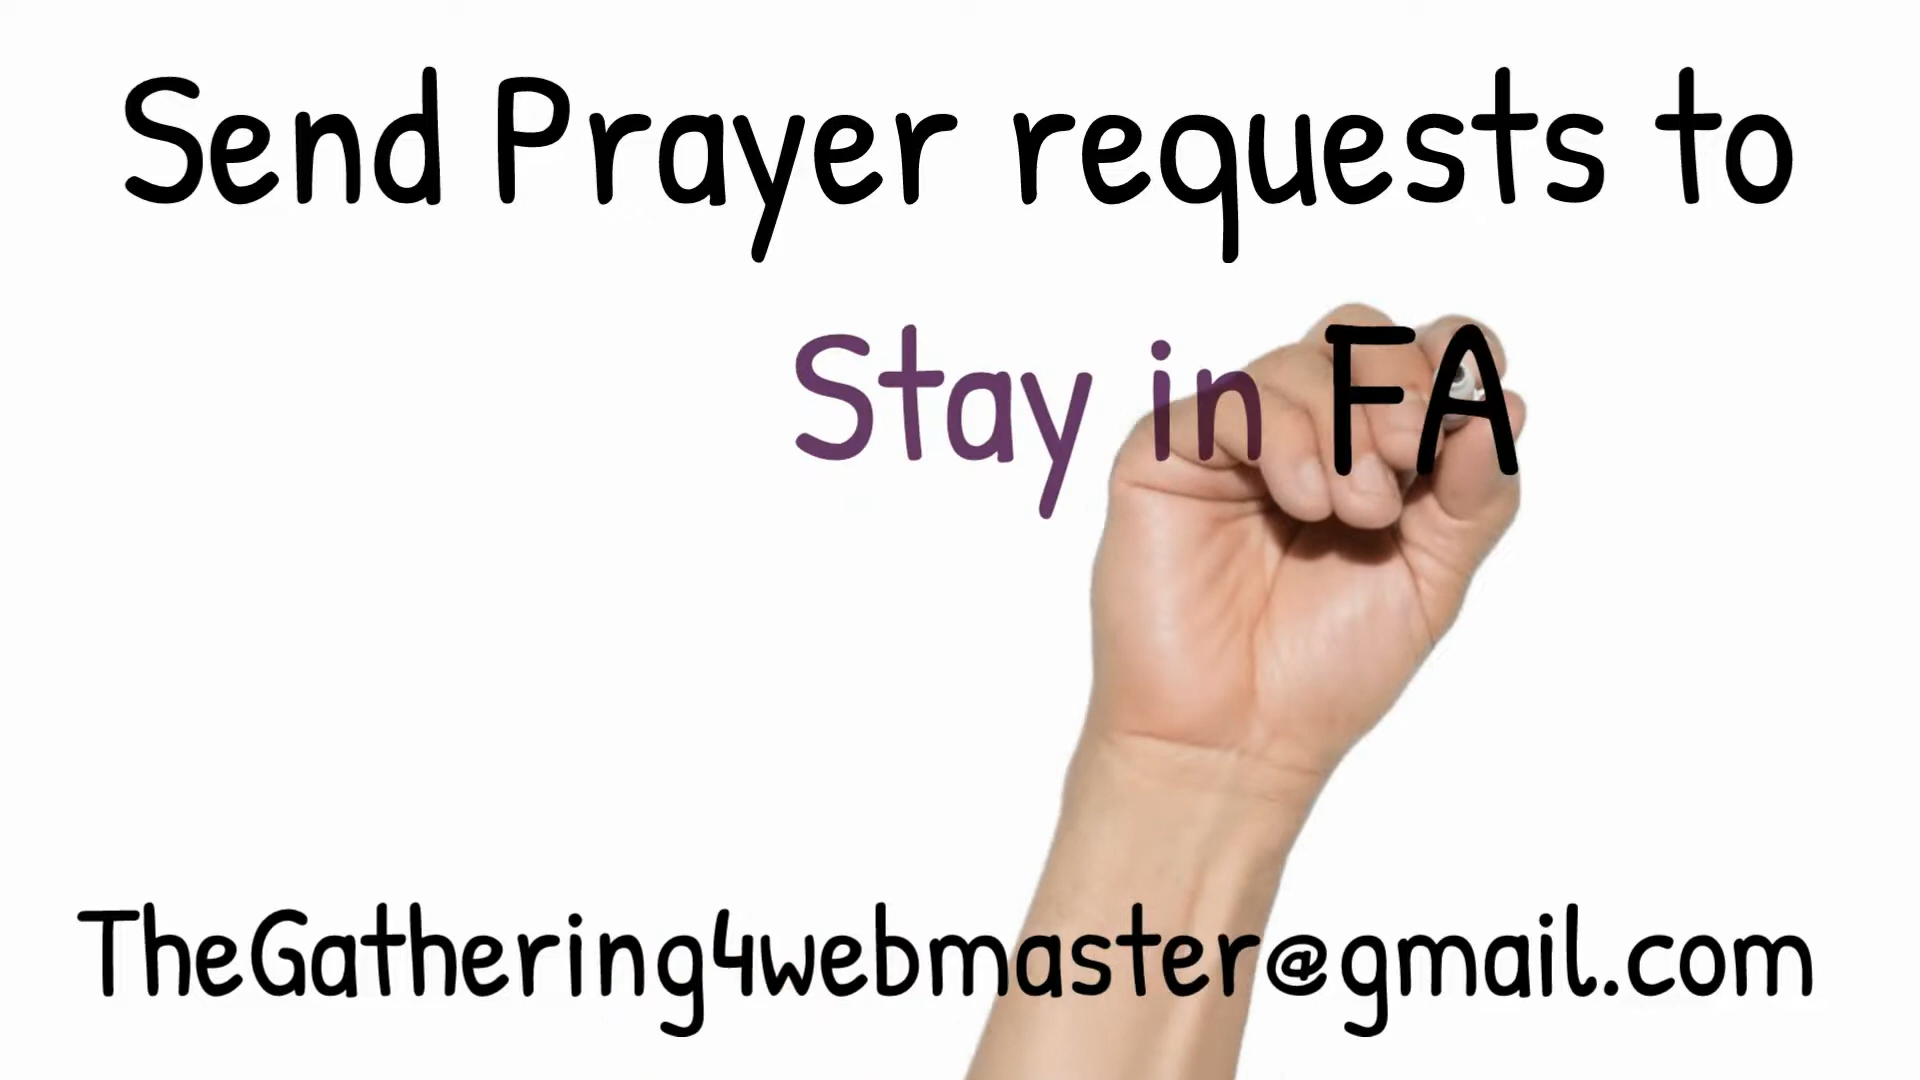 Send Prayer requests to
Stay in FA
TheGathering4webmaster@gmail.com